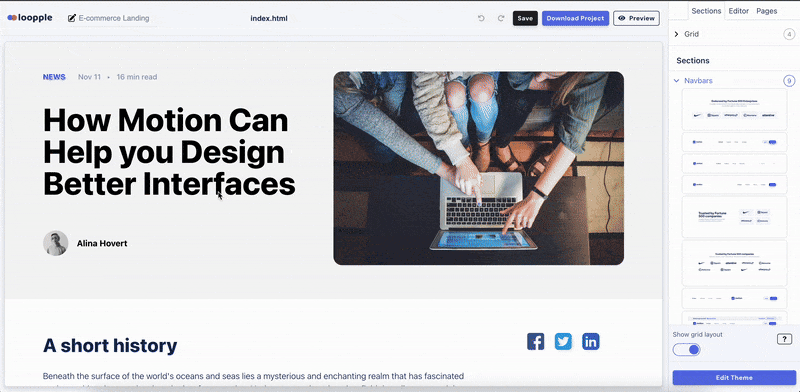 loopple
E-commerce Landing
index.html
Save
Download Project
Preview
Sections
Editor
Pages
Grid
4
Sections
Navbars
9
NEWS
Nov 11 • 16 min read
How Motion Can
Help you Design
Better Interfaces
Alina Hovert
A short history
Beneath the surface of the world's oceans and seas lies a mysterious and enchanting realm that has fascinated
Show grid layout
?
Edit Theme